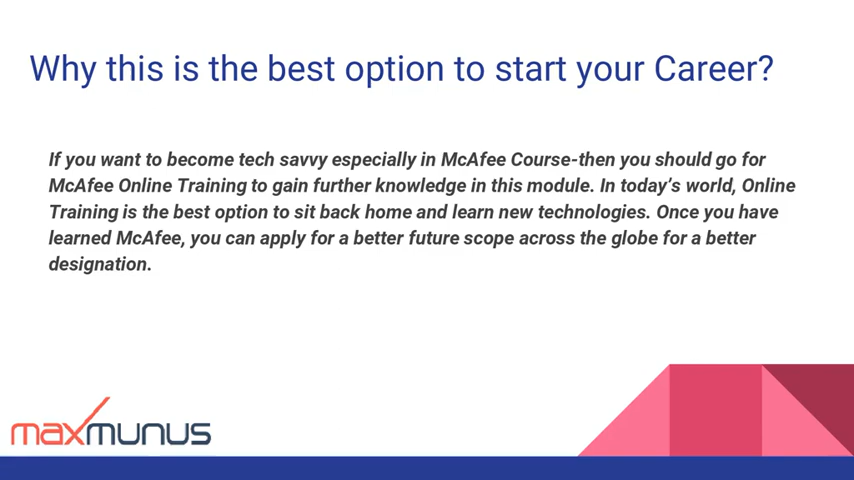 Why this is the best option to start your Career?
If you want to become tech savvy especially in McAfee Course-then you should go for
McAfee Online Training to gain further knowledge in this module. In today's world, Online
Training is the best option to sit back home and learn new technologies. Once you have
learned McAfee, you can apply for a better future scope across the globe for a better
designation.
maxmunus